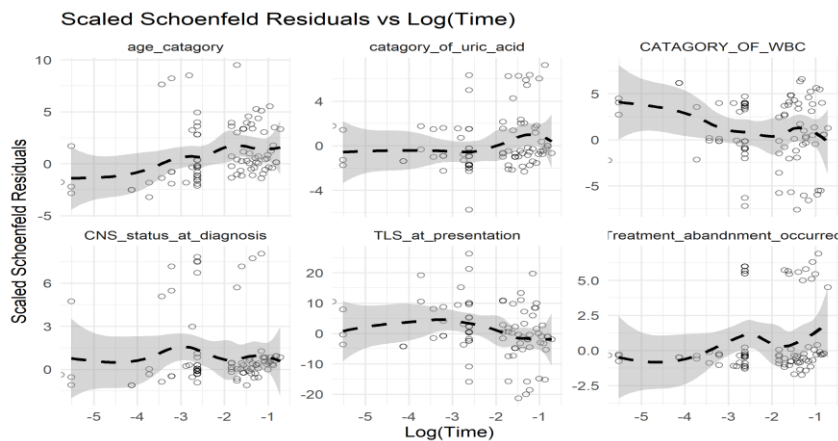 Scaled Schoenfeld Residuals vs Log(Time)
age_catagory
catagory_of_uric_acid
CATAGORY_OF_WBC
10
5
0
-5
4
0
-4
5
0
-5
CNS_status_at_diagnosis
TLS_at_presentation
Treatment_abandnment_occurred
6
3
0
20
10
0
-10
-20
5.0
2.5
0.0
-2.5
-5 -4 -3 -2 -1
-5 -4 -3 -2 -1
-5 -4 -3 -2 -1
Scaled Schoenfeld Residuals
Log(Time)